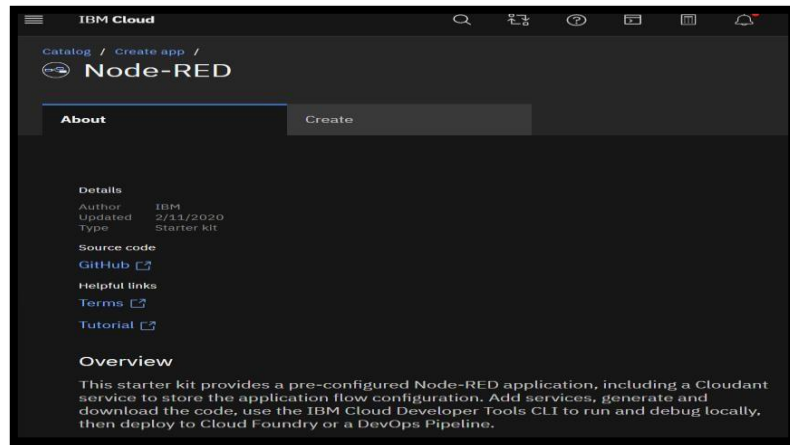 IBM Cloud
Catalog / Create app /
Node-RED
About Create
Details
Author IBM
Updated 2/11/2020
Type Starter kit
Source code
GitHub
Helpful links
Terms
Tutorial
Overview
This starter kit provides a pre-configured Node-RED application, including a Cloudant
service to store the application flow configuration. Add services, generate and
download the code, use the IBM Cloud Developer Tools CLI to run and debug locally,
then deploy to Cloud Foundry or a DevOps Pipeline.